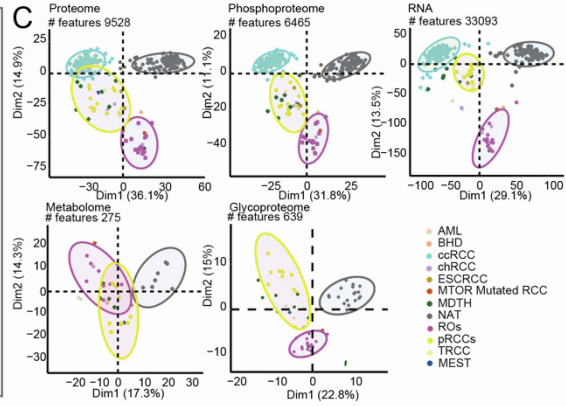 C
Proteome
# features 9528
Dim2 (14.9%)
25
0
-25
-50
-75
-30 0 30 60
Dim1 (36.1%)
Phosphoproteome
# features 6465
Dim2 (11.1%)
20
0
-20
-40
-25 0 25
Dim1 (31.8%)
RNA
# features 33093
Dim2 (13.5%)
50
0
-50
-100
-150
-100 -50 0 50 100
Dim1 (29.1%)
Metabolome
# features 275
Dim2 (14.3%)
20
10
0
-10
-20
-30
-20 -10 0 10 20 30
Dim1 (17.3%)
Glycoproteome
# features 639
Dim2 (15%)
10
0
-10
-20 -10 0 10
Dim1 (22.8%)
AML
BHD
ccRCC
chRCC
ESCRCC
MTOR Mutated RCC
MDTH
NAT
ROs
pRCCs
TRCC
MEST